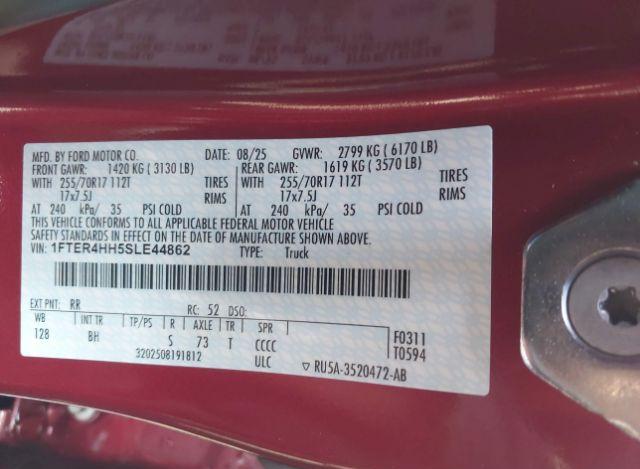 MFD. BY FORD MOTOR CO. DATE: 08/25 GVWR: 2799 KG ( 6170 LB)
FRONT GAWR: 1420 KG ( 3130 LB) REAR GAWR: 1619 KG ( 3570 LB)
WITH 255/70R17 112T TIRES WITH 255/70R17 112T TIRES
17x7.5J RIMS 17x7.5J RIMS
AT 240 kPa/ 35 PSI COLD AT 240 kPa/ 35 PSI COLD
THIS VEHICLE CONFORMS TO ALL APPLICABLE FEDERAL MOTOR VEHICLE
SAFETY STANDARDS IN EFFECT ON THE DATE OF MANUFACTURE SHOWN ABOVE.
VIN: 1FTER4HH5SLE44862 TYPE: Truck
EXT PNT: RR RC: 52 DSO:
WB INT TR TP/PS R AXLE TR SPR F0311
128 BH S 73 T CCCC T0594
3202508191812 ULC ▽ RU5A-3520472-AB